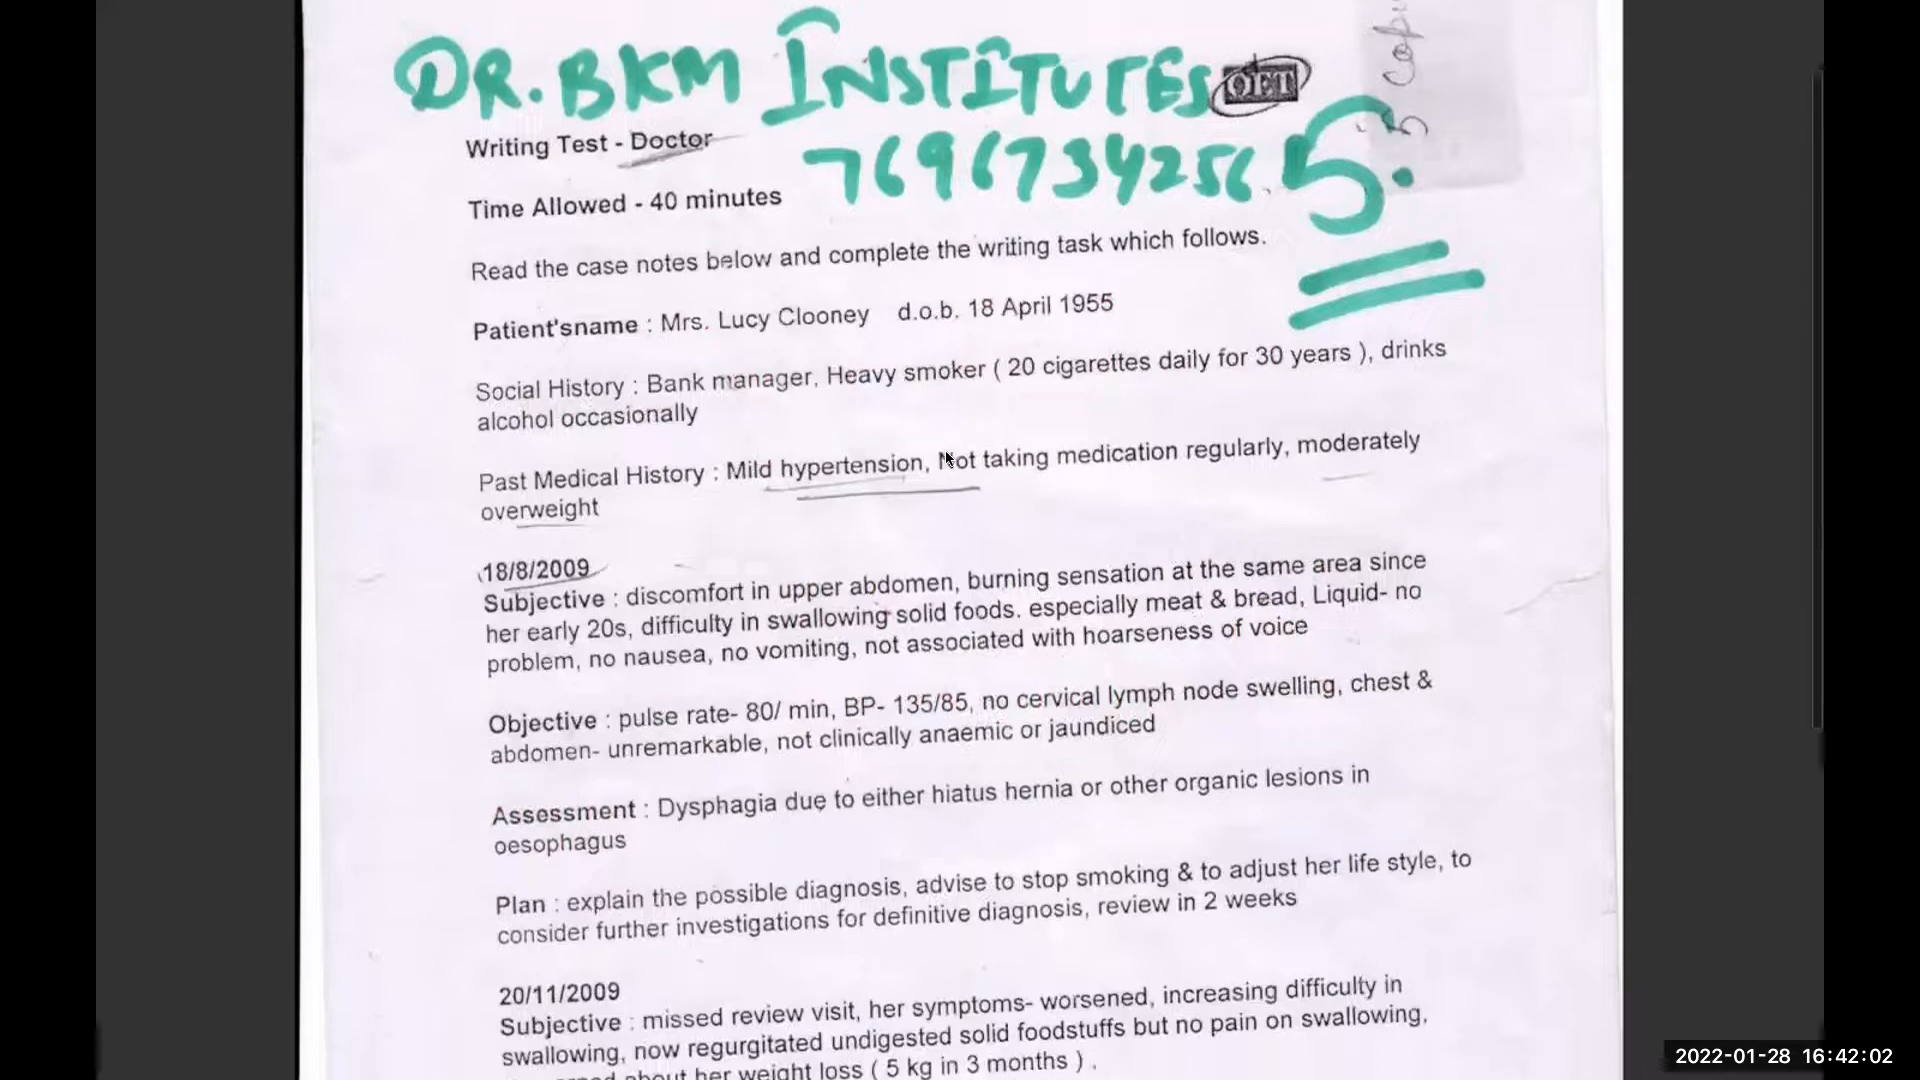 DR. BKM INSTITUTES OET
copy
Writing Test - Doctor
7696734256. 5.
Time Allowed - 40 minutes
Read the case notes below and complete the writing task which follows.
Patient'sname : Mrs. Lucy Clooney d.o.b. 18 April 1955
Social History : Bank manager, Heavy smoker ( 20 cigarettes daily for 30 years ), drinks
alcohol occasionally
Past Medical History : Mild hypertension, Not taking medication regularly, moderately
overweight
18/8/2009
Subjective : discomfort in upper abdomen, burning sensation at the same area since
her early 20s, difficulty in swallowing solid foods. especially meat & bread, Liquid- no
problem, no nausea, no vomiting, not associated with hoarseness of voice
Objective : pulse rate- 80/ min, BP- 135/85, no cervical lymph node swelling, chest &
abdomen- unremarkable, not clinically anaemic or jaundiced
Assessment : Dysphagia due to either hiatus hernia or other organic lesions in
oesophagus
Plan : explain the possible diagnosis, advise to stop smoking & to adjust her life style, to
consider further investigations for definitive diagnosis, review in 2 weeks
20/11/2009
Subjective : missed review visit, her symptoms- worsened, increasing difficulty in
swallowing, now regurgitated undigested solid foodstuffs but no pain on swallowing,
about her weight loss ( 5 kg in 3 months ) .
2022-01-28 16:42:02